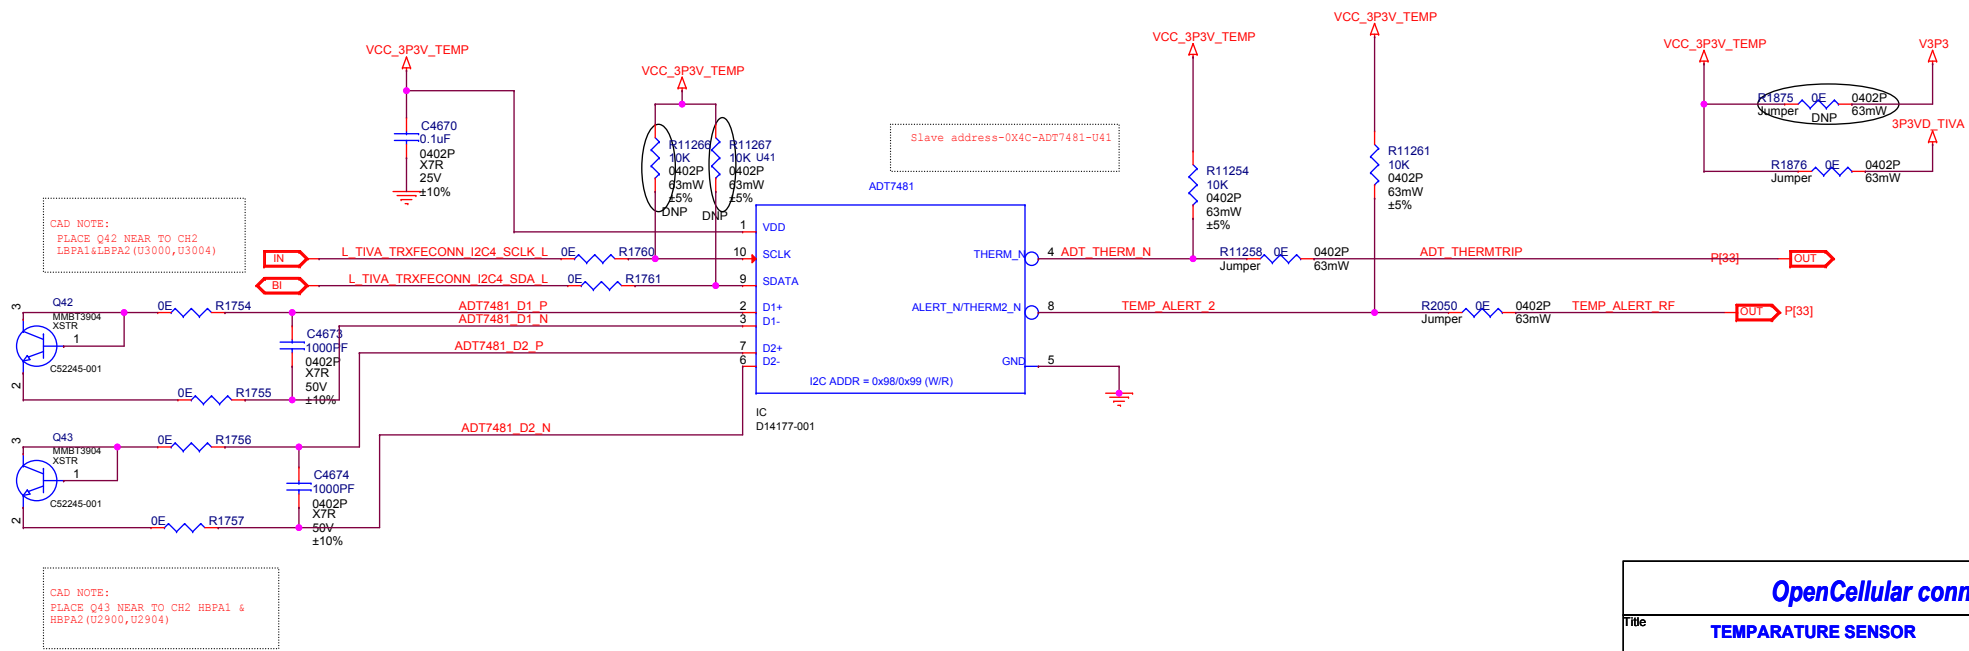 VCC_3P3V_TEMP
C4670
0.1uF
0402P
X7R
25V
±10%
VCC_3P3V_TEMP
R11266
10K
0402P
63mW
±5%
DNP
R11267
10K
0402P
63mW
±5%
DNP
U41
Slave address-0X4C-ADT7481-U41
ADT7481
VCC_3P3V_TEMP
R11254
10K
0402P
63mW
±5%
VCC_3P3V_TEMP
R11261
10K
0402P
63mW
±5%
VCC_3P3V_TEMP
V3P3
R1875 0E 0402P
Jumper DNP 63mW
3P3VD_TIVA
R1876 0E 0402P
Jumper 63mW
CAD NOTE:
PLACE Q42 NEAR TO CH2
LBPA1&LBPA2(U3000,U3004)
IN
L_TIVA_TRXFECONN_I2C4_SCLK_L
0E R1760
BI
L_TIVA_TRXFECONN_I2C4_SDA_L
0E R1761
1 VDD
10 SCLK
9 SDATA
2 D1+
3 D1-
7 D2+
6 D2-
THERM_N 4
ALERT_N/THERM2_N 8
GND 5
I2C ADDR = 0x98/0x99 (W/R)
IC
D14177-001
ADT_THERM_N
R11258 0E 0402P
Jumper 63mW
ADT_THERMTRIP
P[33]
OUT
TEMP_ALERT_2
R2050 0E 0402P
Jumper 63mW
TEMP_ALERT_RF
OUT
P[33]
3
Q42
MMBT3904
XSTR
1
C52245-001
2
0E R1754
ADT7481_D1_P
ADT7481_D1_N
C4673
1000PF
0402P
X7R
50V
±10%
0E R1755
ADT7481_D2_P
3
Q43
MMBT3904
XSTR
1
C52245-001
2
0E R1756
ADT7481_D2_N
C4674
1000PF
0402P
X7R
50V
±10%
0E R1757
CAD NOTE:
PLACE Q43 NEAR TO CH2 HBPA1 &
HBPA2(U2900,U2904)
OpenCellular conn
Title
TEMPARATURE SENSOR